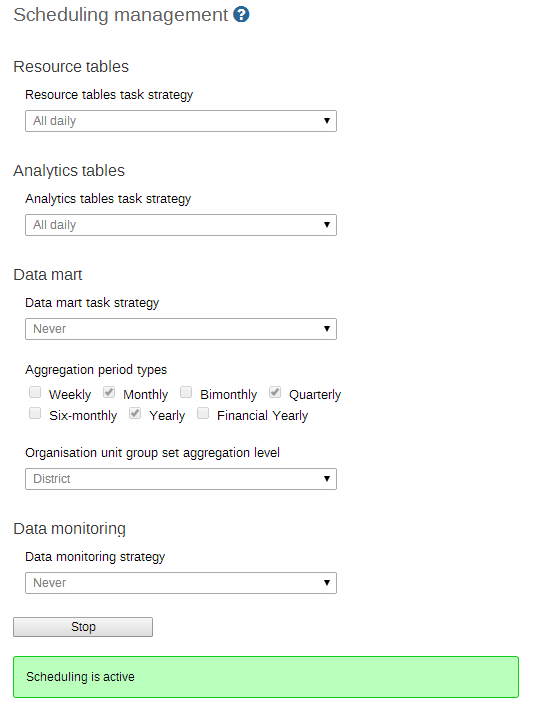 Scheduling management ?
Resource tables
Resource tables task strategy
All daily
Analytics tables
Analytics tables task strategy
All daily
Data mart
Data mart task strategy
Never
Aggregation period types
Weekly Monthly Bimonthly Quarterly
Six-monthly Yearly Financial Yearly
Organisation unit group set aggregation level
District
Data monitoring
Data monitoring strategy
Never
Stop
Scheduling is active